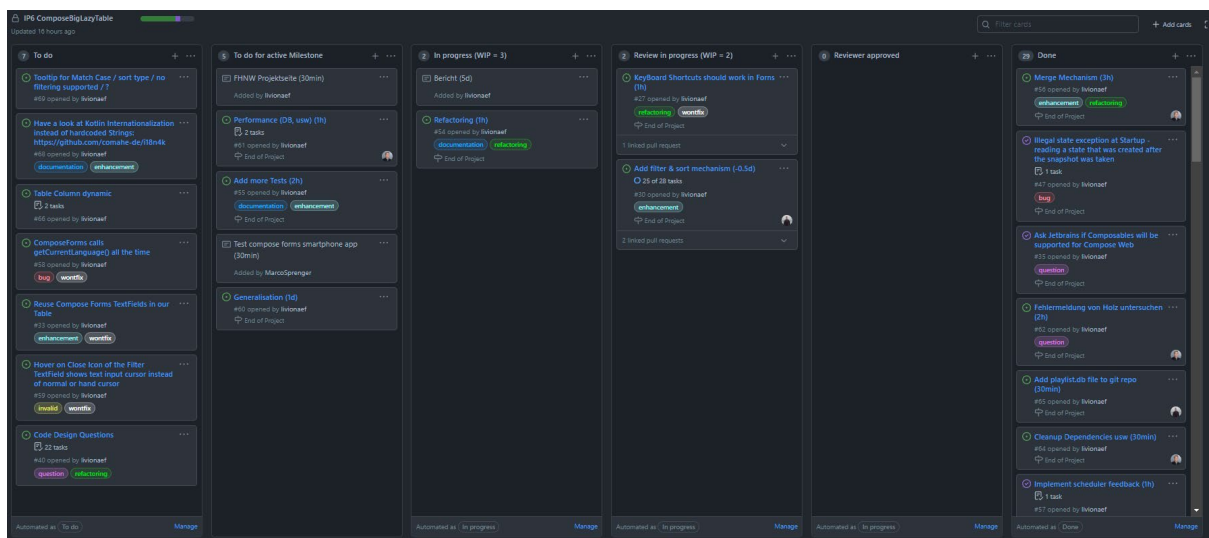 IP6 ComposeBigLazyTable
Updated 16 hours ago
Filter cards
+ Add cards
7 To do
Tooltip for Match Case / sort type / no
filtering supported / ?
#69 opened by livionaef
Have a look at Kotlin Internationalization
instead of hardcoded Strings:
https://github.com/comahe-de/i18n4k
#68 opened by livionaef
documentation enhancement
Table Column dynamic
2 tasks
#66 opened by livionaef
ComposeForms calls
getCurrentLanguage() all the time
#53 opened by livionaef
bug wontfix
Reuse Compose Forms TextFields in our
Table
#33 opened by livionaef
enhancement wontfix
Hover on Close Icon of the Filter
TextField shows text input cursor instead
of normal or hand cursor
#59 opened by livionaef
invalid wontfix
Code Design Questions
22 tasks
#40 opened by livionaef
question refactoring
Automated as To do Manage
5 To do for active Milestone
FHNW Projektseite (30min)
Added by livionaef
Performance (DB, usw) (1h)
2 tasks
#61 opened by livionaef
End of Project
Add more Tests (2h)
#55 opened by livionaef
documentation enhancement
End of Project
Test compose forms smartphone app
(30min)
Added by MarcoSprenger
Generalisation (1d)
#60 opened by livionaef
End of Project
2 In progress (WIP = 3)
Bericht (5d)
Added by livionaef
Refactoring (1h)
#54 opened by livionaef
documentation refactoring
End of Project
Automated as In progress Manage
2 Review in progress (WIP = 2)
KeyBoard Shortcuts should work in Forns
(1h)
#27 opened by livionaef
refactoring wontfix
End of Project
1 linked pull request
Add filter & sort mechanism (-0.5d)
25 of 28 tasks
#30 opened by livionaef
enhancement
End of Project
2 linked pull requests
Automated as In progress Manage
0 Reviewer approved
Automated as In progress Manage
29 Done
Merge Mechanism (3h)
#56 opened by livionaef
enhancement refactoring
End of Project
Illegal state exception at Startup -
reading a state that was created after
the snapshot was taken
1 task
#47 opened by livionaef
bug
End of Project
Ask Jetbrains if Composables will be
supported for Compose Web
#35 opened by livionaef
question
End of Project
Fehlermeldung von Holz untersuchen
(2h)
#62 opened by livionaef
question
End of Project
Add playlist.db file to git repo
(30min)
#65 opened by livionaef
End of Project
Cleanup Dependencies usw (30min)
#64 opened by livionaef
End of Project
Implement scheduler feedback (1h)
1 task
#57 opened by livionaef
Automated as Done Manage